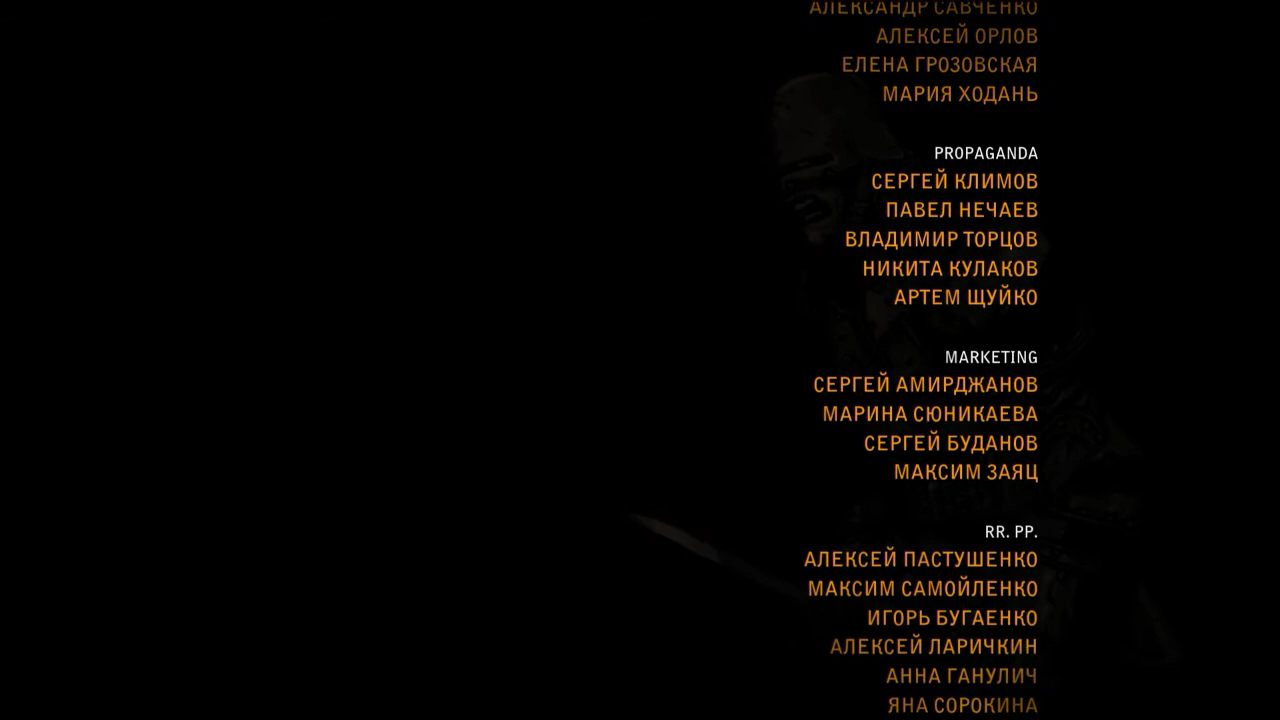 АЛЕКСАНДР САВЧЕНКО
АЛЕКСЕЙ ОРЛОВ
ЕЛЕНА ГРОЗОВСКАЯ
МАРИЯ ХОДАНЬ
PROPAGANDA
СЕРГЕЙ КЛИМОВ
ПАВЕЛ НЕЧАЕВ
ВЛАДИМИР ТОРЦОВ
НИКИТА КУЛАКОВ
АРТЕМ ЩУЙКО
MARKETING
СЕРГЕЙ АМИРДЖАНОВ
МАРИНА СЮНИКАЕВА
СЕРГЕЙ БУДАНОВ
МАКСИМ ЗАЯЦ
RR. PP.
АЛЕКСЕЙ ПАСТУШЕНКО
МАКСИМ САМОЙЛЕНКО
ИГОРЬ БУГАЕНКО
АЛЕКСЕЙ ЛАРИЧКИН
АННА ГАНУЛИЧ
ЯНА СОРОКИНА